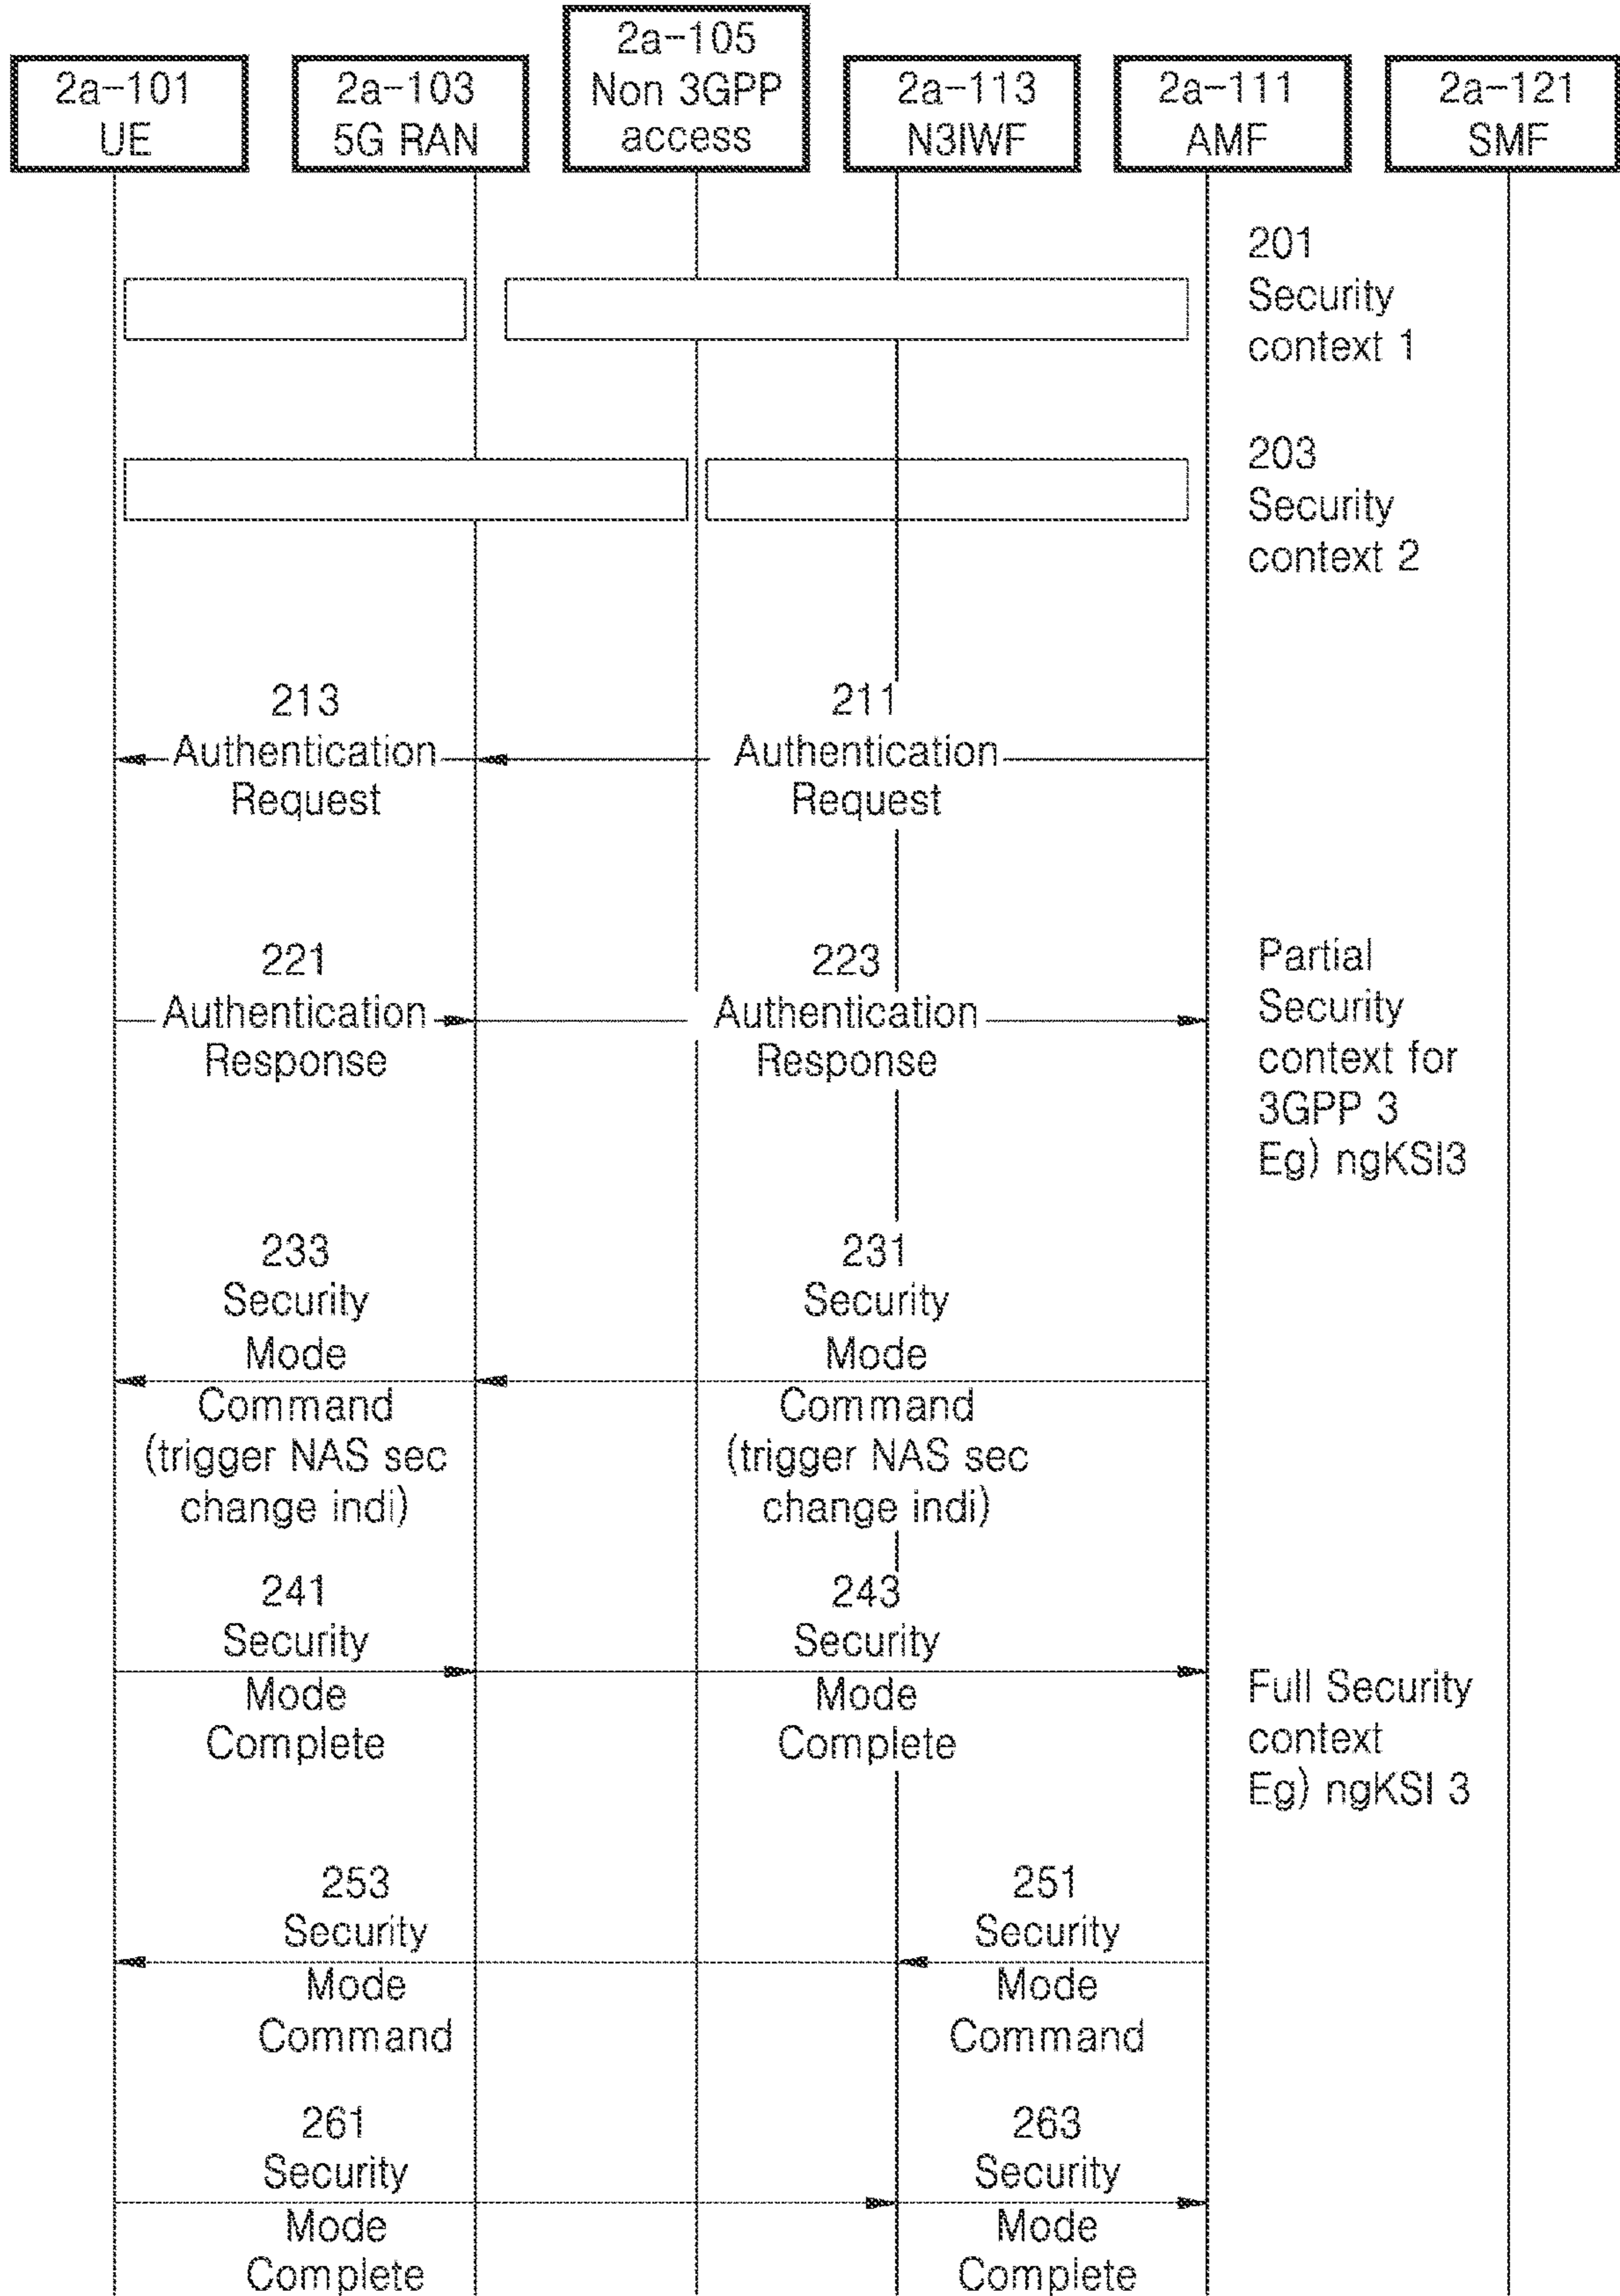 2a-101
UE
2a-103
5G RAN
2a-105
Non 3GPP
access
2a-113
N3IWF
2a-111
AMF
2a-121
SMF
201
Security
context 1
203
Security
context 2
213
Authentication
Request
211
Authentication
Request
221
Authentication
Response
223
Authentication
Response
Partial
Security
context for
3GPP 3
Eg) ngKSI3
233
Security
Mode
Command
(trigger NAS sec
change indi)
231
Security
Mode
Command
(trigger NAS sec
change indi)
241
Security
Mode
Complete
243
Security
Mode
Complete
Full Security
context
Eg) ngKSI 3
253
Security
Mode
Command
251
Security
Mode
Command
261
Security
Mode
Complete
263
Security
Mode
Complete